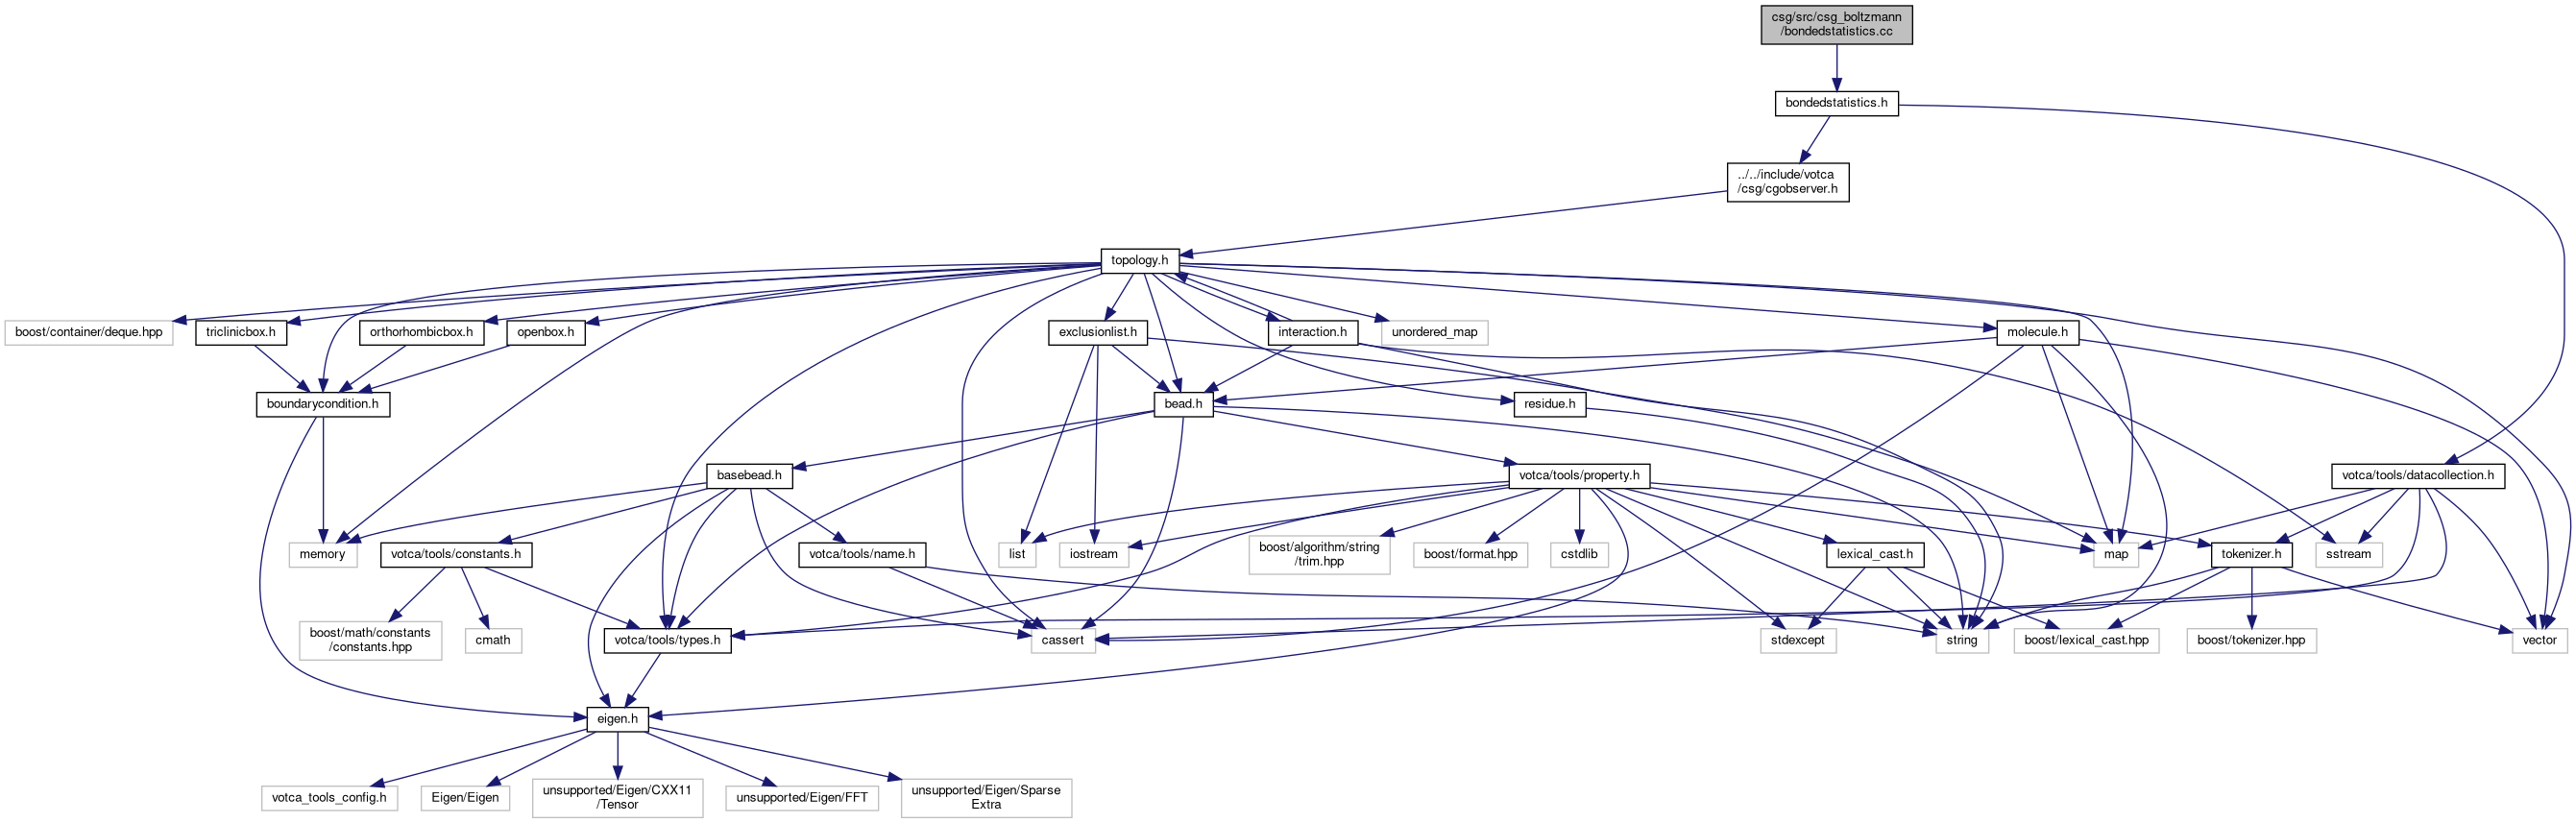 csg/src/csg_boltzmann
/bondedstatistics.cc
bondedstatistics.h
../../include/votca
/csg/cgobserver.h
topology.h
boost/container/deque.hpp
triclinicbox.h
orthorhombicbox.h
openbox.h
exclusionlist.h
interaction.h
unordered_map
molecule.h
boundarycondition.h
bead.h
residue.h
basebead.h
votca/tools/property.h
votca/tools/datacollection.h
memory
votca/tools/constants.h
votca/tools/name.h
list
iostream
boost/algorithm/string
/trim.hpp
boost/format.hpp
cstdlib
lexical_cast.h
map
tokenizer.h
sstream
boost/math/constants
/constants.hpp
cmath
votca/tools/types.h
cassert
stdexcept
string
boost/lexical_cast.hpp
boost/tokenizer.hpp
vector
eigen.h
votca_tools_config.h
Eigen/Eigen
unsupported/Eigen/CXX11
/Tensor
unsupported/Eigen/FFT
unsupported/Eigen/Sparse
Extra